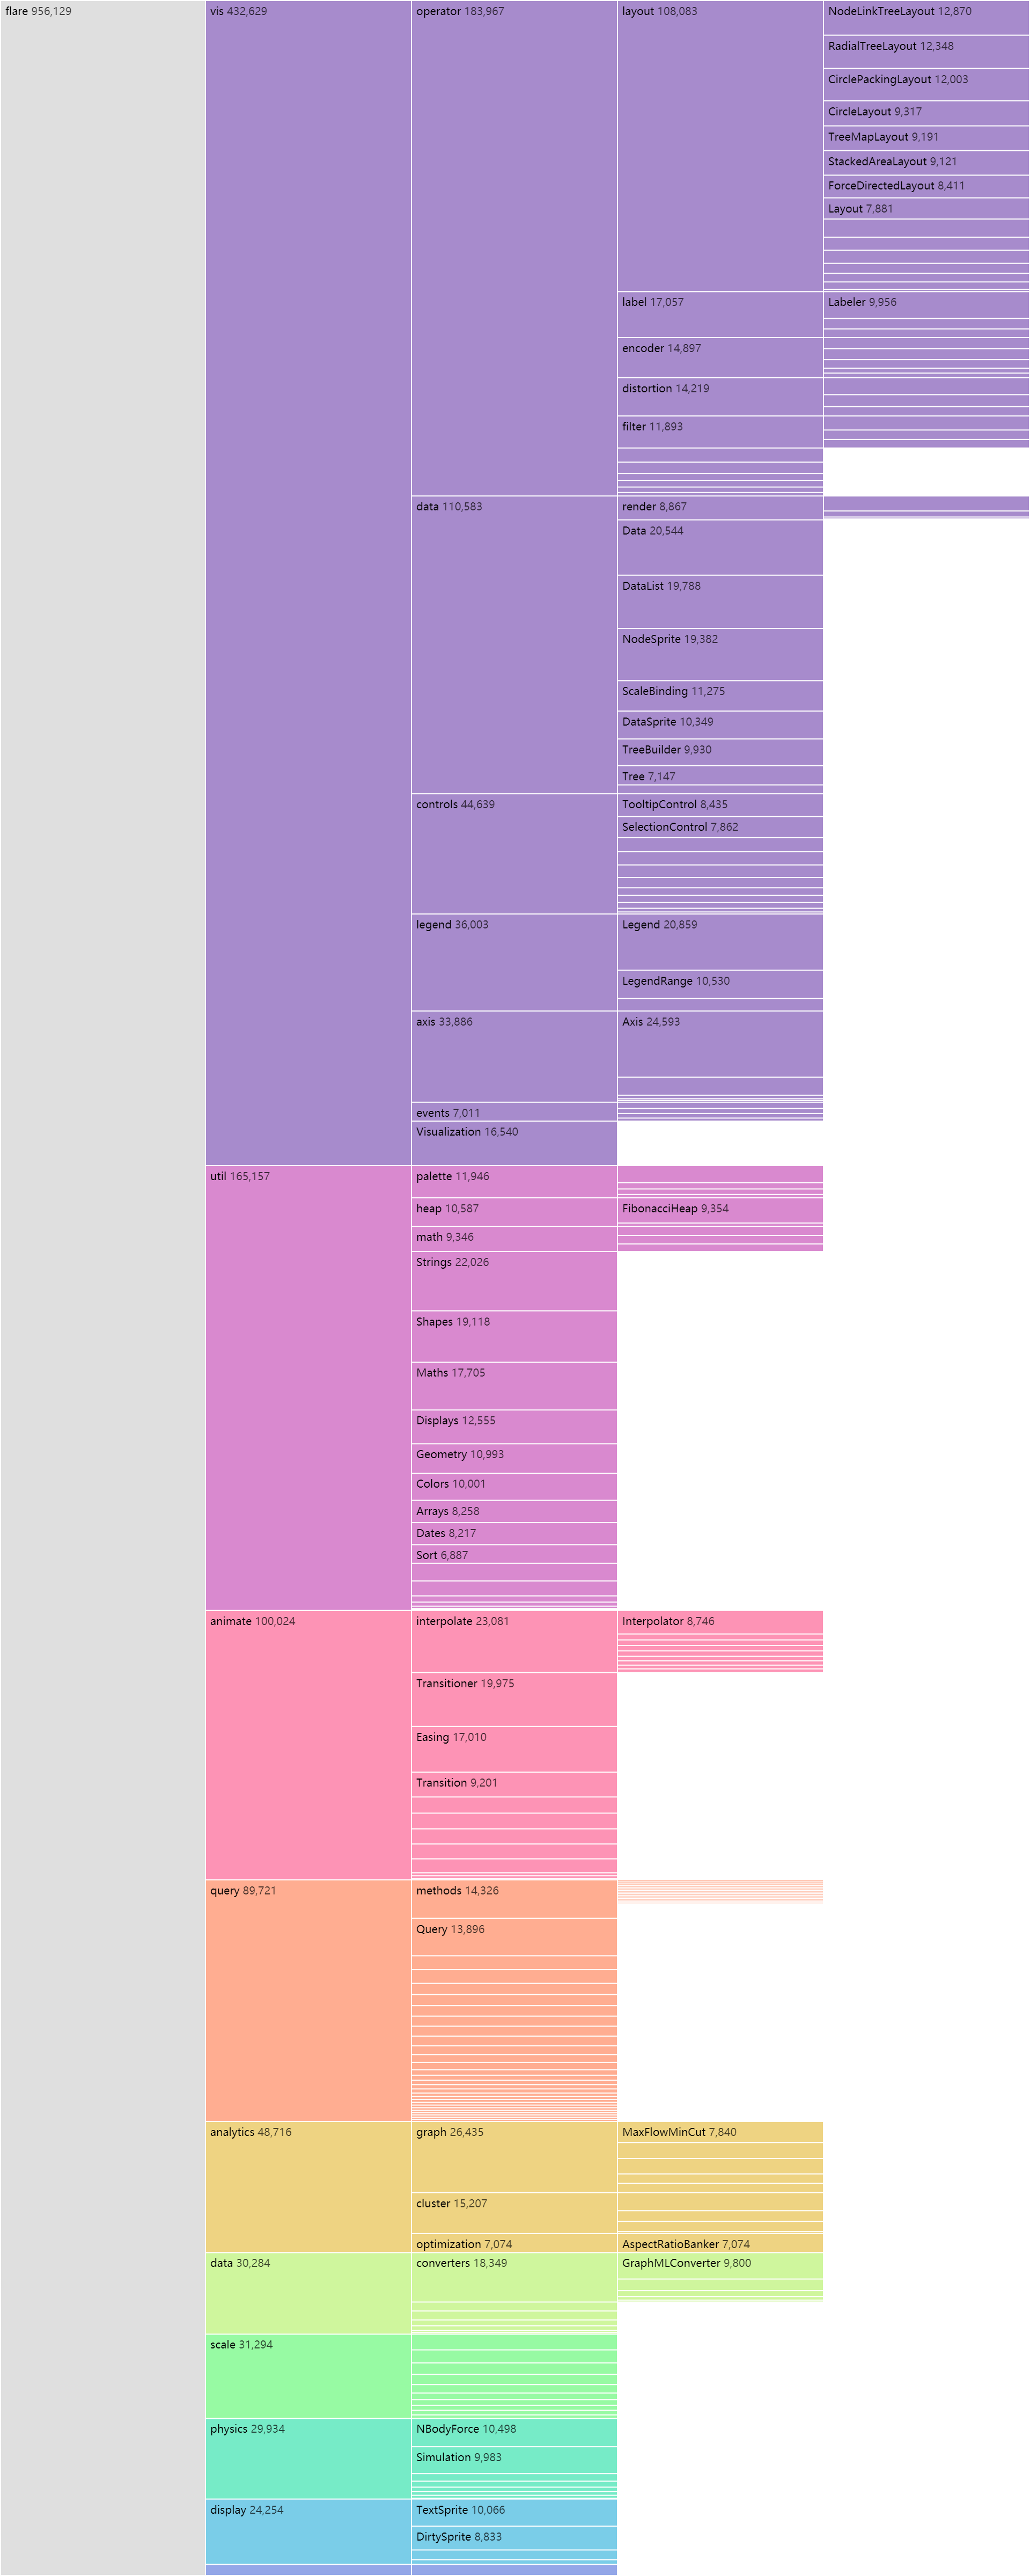 flare 956,129
vis 432,629
operator 183,967
layout 108,083
NodeLinkTreeLayout 12,870
RadialTreeLayout 12,348
CirclePackingLayout 12,003
CircleLayout 9,317
TreeMapLayout 9,191
StackedAreaLayout 9,121
ForceDirectedLayout 8,411
Layout 7,881
label 17,057
Labeler 9,956
encoder 14,897
distortion 14,219
filter 11,893
data 110,583
render 8,867
Data 20,544
DataList 19,788
NodeSprite 19,382
ScaleBinding 11,275
DataSprite 10,349
TreeBuilder 9,930
Tree 7,147
controls 44,639
TooltipControl 8,435
SelectionControl 7,862
legend 36,003
Legend 20,859
LegendRange 10,530
axis 33,886
Axis 24,593
events 7,011
Visualization 16,540
util 165,157
palette 11,946
heap 10,587
FibonacciHeap 9,354
math 9,346
Strings 22,026
Shapes 19,118
Maths 17,705
Displays 12,555
Geometry 10,993
Colors 10,001
Arrays 8,258
Dates 8,217
Sort 6,887
animate 100,024
interpolate 23,081
Interpolator 8,746
Transitioner 19,975
Easing 17,010
Transition 9,201
query 89,721
methods 14,326
Query 13,896
analytics 48,716
graph 26,435
MaxFlowMinCut 7,840
cluster 15,207
optimization 7,074
AspectRatioBanker 7,074
data 30,284
converters 18,349
GraphMLConverter 9,800
scale 31,294
physics 29,934
NBodyForce 10,498
Simulation 9,983
display 24,254
TextSprite 10,066
DirtySprite 8,833